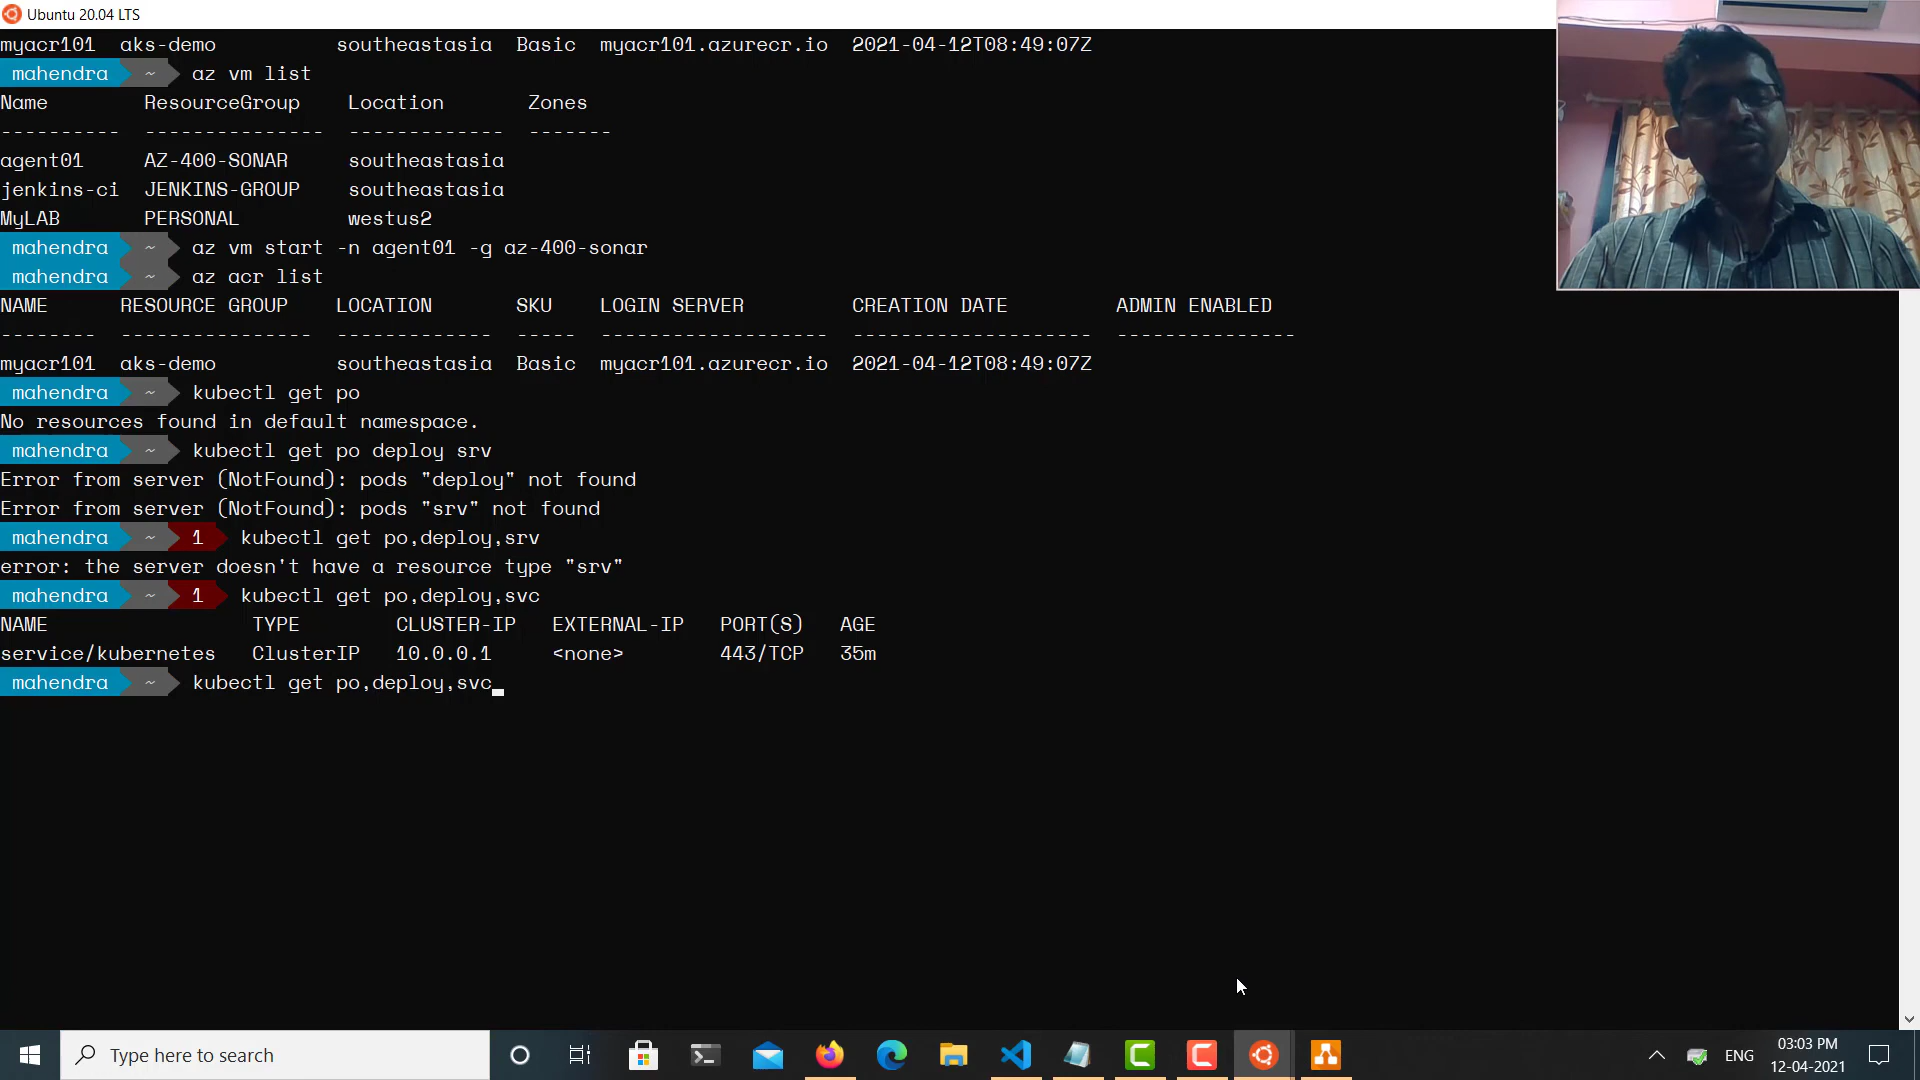 Ubuntu 20.04 LTS
myacr101 aks-demo southeastasia Basic myacr101.azurecr.io 2021-04-12T08:49:07Z
mahendra ~ az vm list
Name ResourceGroup Location Zones
---------- --------------- ------------- -------
agent01 AZ-400-SONAR southeastasia
jenkins-ci JENKINS-GROUP southeastasia
MyLAB PERSONAL westus2
mahendra ~ az vm start -n agent01 -g az-400-sonar
mahendra ~ az acr list
NAME RESOURCE GROUP LOCATION SKU LOGIN SERVER CREATION DATE ADMIN ENABLED
-------- ---------------- ------------- ----- ------------------- -------------------- ---------------
myacr101 aks-demo southeastasia Basic myacr101.azurecr.io 2021-04-12T08:49:07Z
mahendra ~ kubectl get po
No resources found in default namespace.
mahendra ~ kubectl get po deploy srv
Error from server (NotFound): pods "deploy" not found
Error from server (NotFound): pods "srv" not found
mahendra ~ 1 kubectl get po,deploy,srv
error: the server doesn't have a resource type "srv"
mahendra ~ 1 kubectl get po,deploy,svc
NAME TYPE CLUSTER-IP EXTERNAL-IP PORT(S) AGE
service/kubernetes ClusterIP 10.0.0.1 <none> 443/TCP 35m
mahendra ~ kubectl get po,deploy,svc
Type here to search
ENG
03:03 PM
12-04-2021